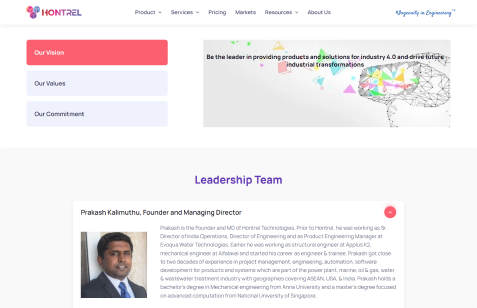 HONTREL
Product Services Pricing Markets Resources About Us
#Ingenuity in Engineering
Our Vision
Be the leader in providing products and solutions for industry 4.0 and drive future
industrial transformations
Our Values
Our Commitment
Leadership Team
Prakash Kalimuthu, Founder and Managing Director
Prakash is the Founder and MD of Hontrel Technologies. Prior to Hontrel, he was working as Sr.
Director of India Operations, Director of Engineering and as Product Engineering Manager at
Evoqua Water Technologies. Earlier he was working as structural engineer at Applus K2,
mechanical engineer at Alfalaval and started his career as engineer & trainee. Prakash got close
to two decades of experience in project management, engineering, automation, software
development for products and systems which are part of the power plant, marine, oil & gas, water
& wastewater treatment industry with geographies covering ASEAN, USA, & India. Prakash holds a
bachelor's degree in Mechanical engineering from Anna University and a master's degree focused
on advanced computation from National University of Singapore.